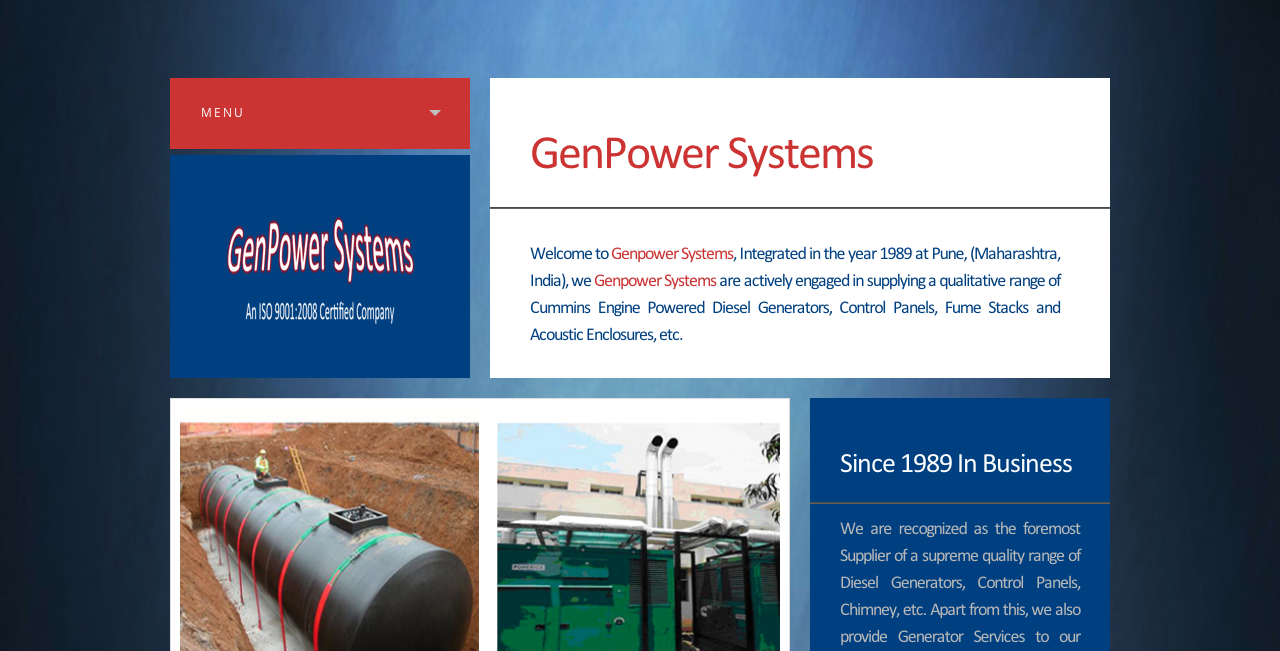 MENU
GenPower Systems
An ISO 9001:2008 Certified Company
GenPower Systems
Welcome to Genpower Systems, Integrated in the year 1989 at Pune, (Maharashtra,
India), we Genpower Systems are actively engaged in supplying a qualitative range of
Cummins Engine Powered Diesel Generators, Control Panels, Fume Stacks and
Acoustic Enclosures, etc.
POWERICA
Since 1989 In Business
We are recognized as the foremost
Supplier of a supreme quality range of
Diesel Generators, Control Panels,
Chimney, etc. Apart from this, we also
provide Generator Services to our